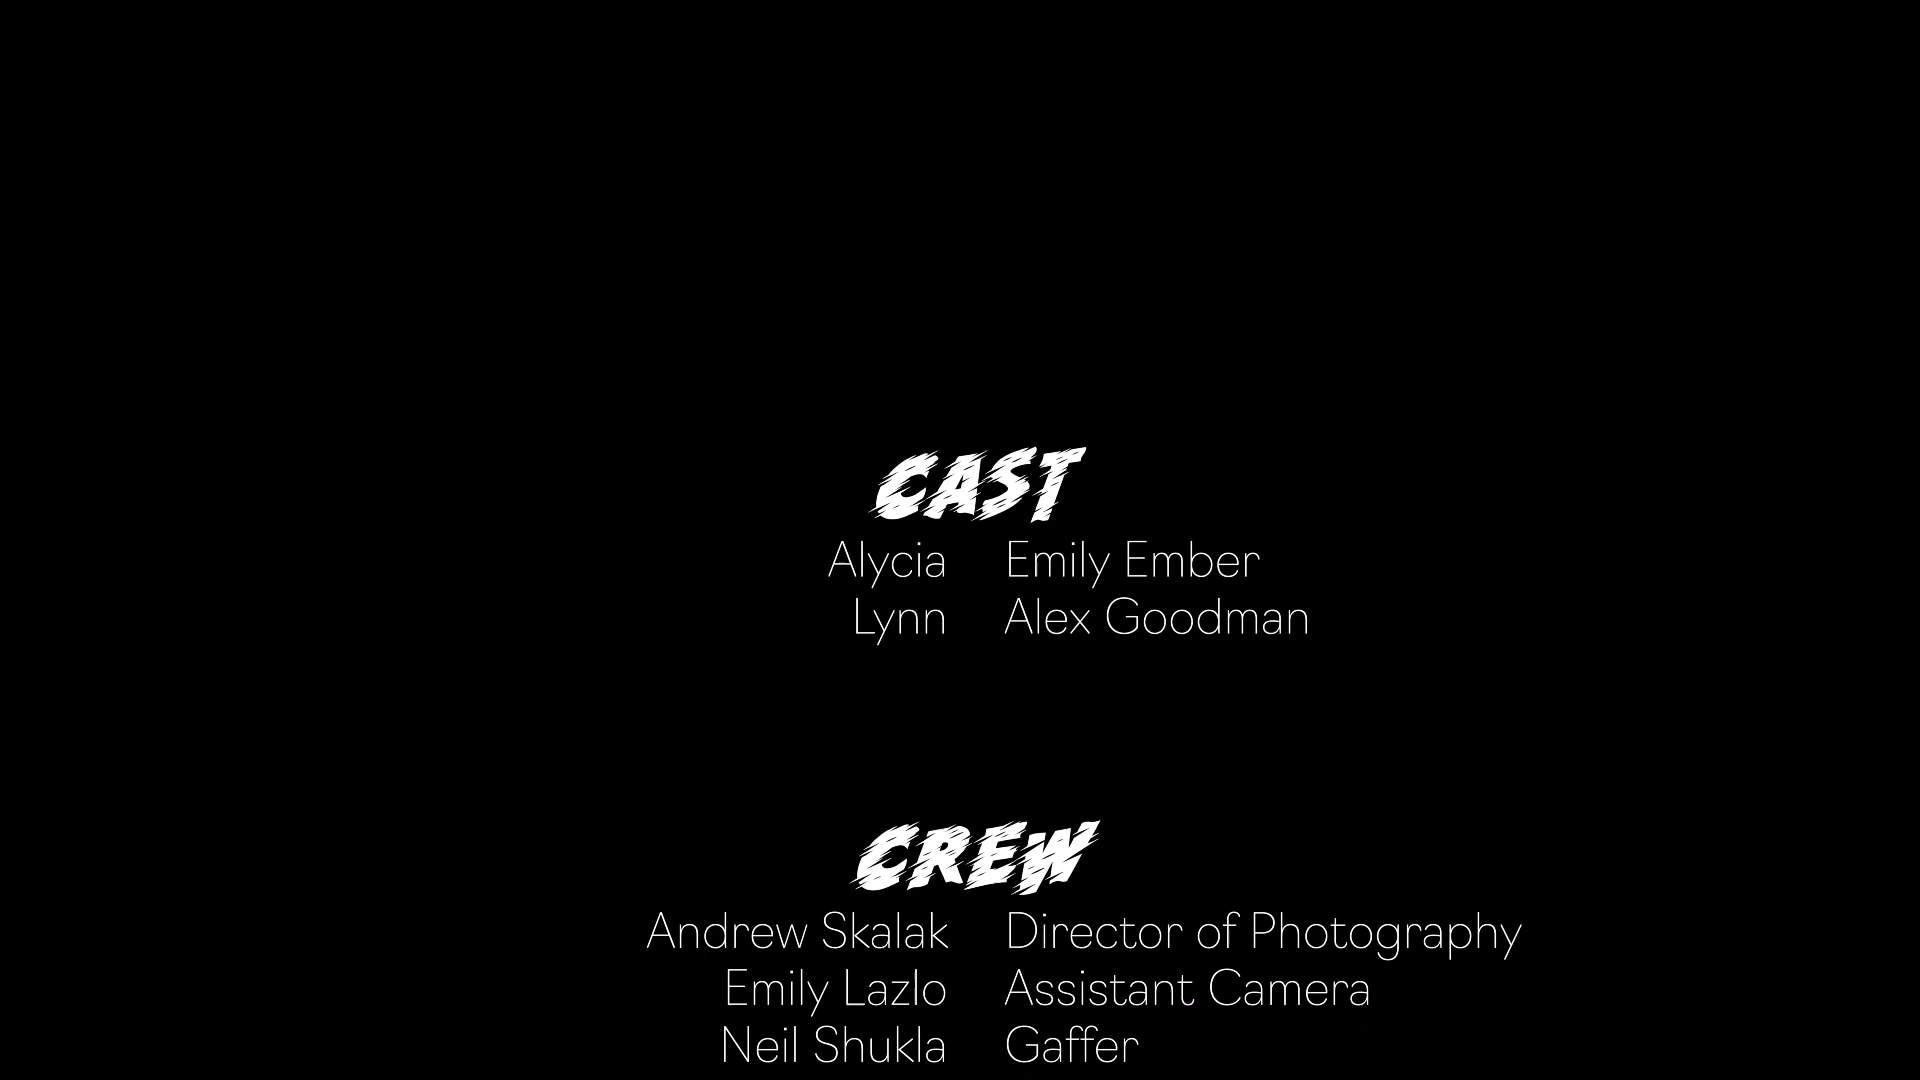 CAST
Alycia Emily Ember
Lynn Alex Goodman
CREW
Andrew Skalak Director of Photography
Emily Lazlo Assistant Camera
Neil Shukla Gaffer